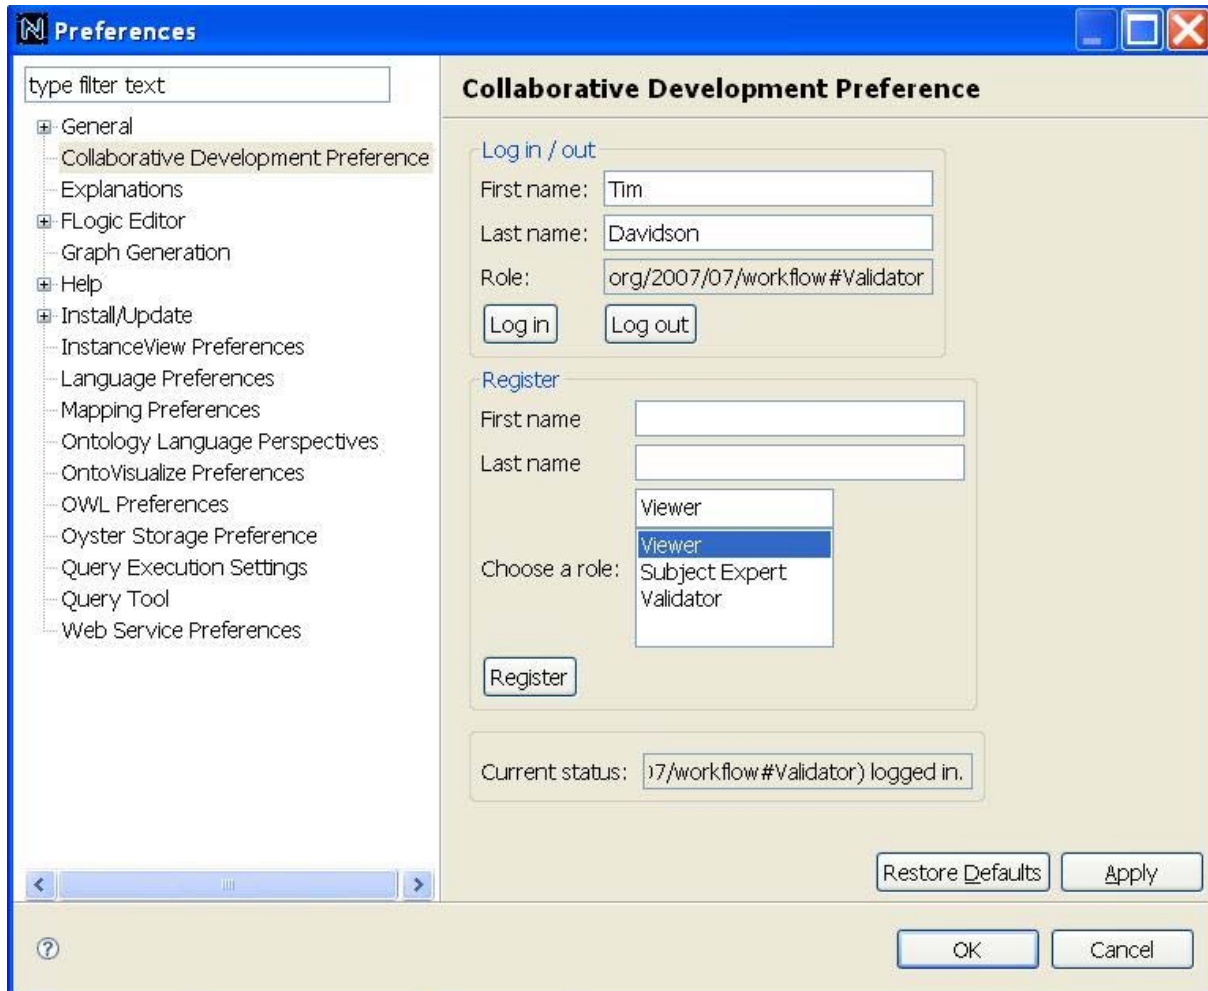 Preferences
type filter text
General
Collaborative Development Preference
Explanations
FLogic Editor
Graph Generation
Help
Install/Update
InstanceView Preferences
Language Preferences
Mapping Preferences
Ontology Language Perspectives
OntoVisualize Preferences
OWL Preferences
Oyster Storage Preference
Query Execution Settings
Query Tool
Web Service Preferences
Collaborative Development Preference
Log in / out
First name: Tim
Last name: Davidson
Role: org/2007/07/workflow#Validator
Log in Log out
Register
First name
Last name
Viewer
Choose a role:
Viewer
Subject Expert
Validator
Register
Current status: )7/workflow#Validator) logged in.
Restore Defaults Apply
? OK Cancel